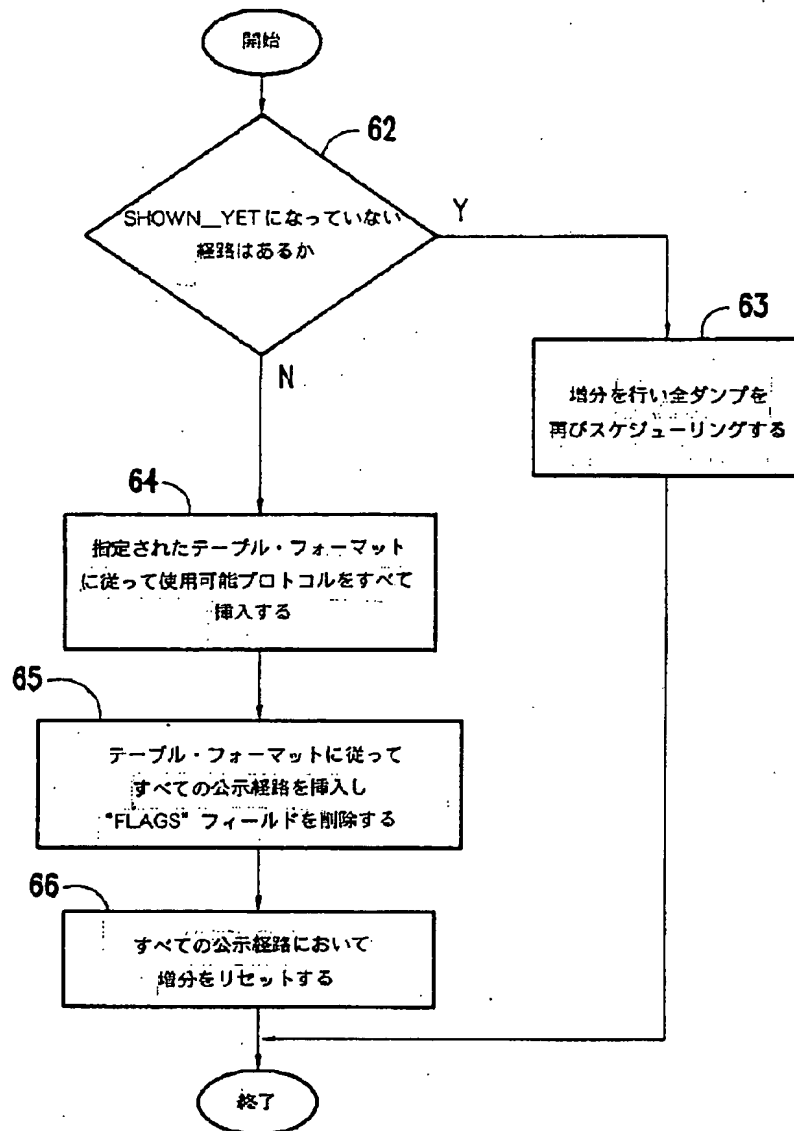 開始
62
SHOWN__YETになっていない
経路はあるか
Y
N
63
増分を行い全ダンプを
再びスケジューリングする
64
指定されたテーブル・フォーマット
に従って使用可能プロトコルをすべて
挿入する
65
テーブル・フォーマットに従って
すべての公示経路を挿入し
"FLAGS" フィールドを削除する
66
すべての公示経路において
増分をリセットする
終了